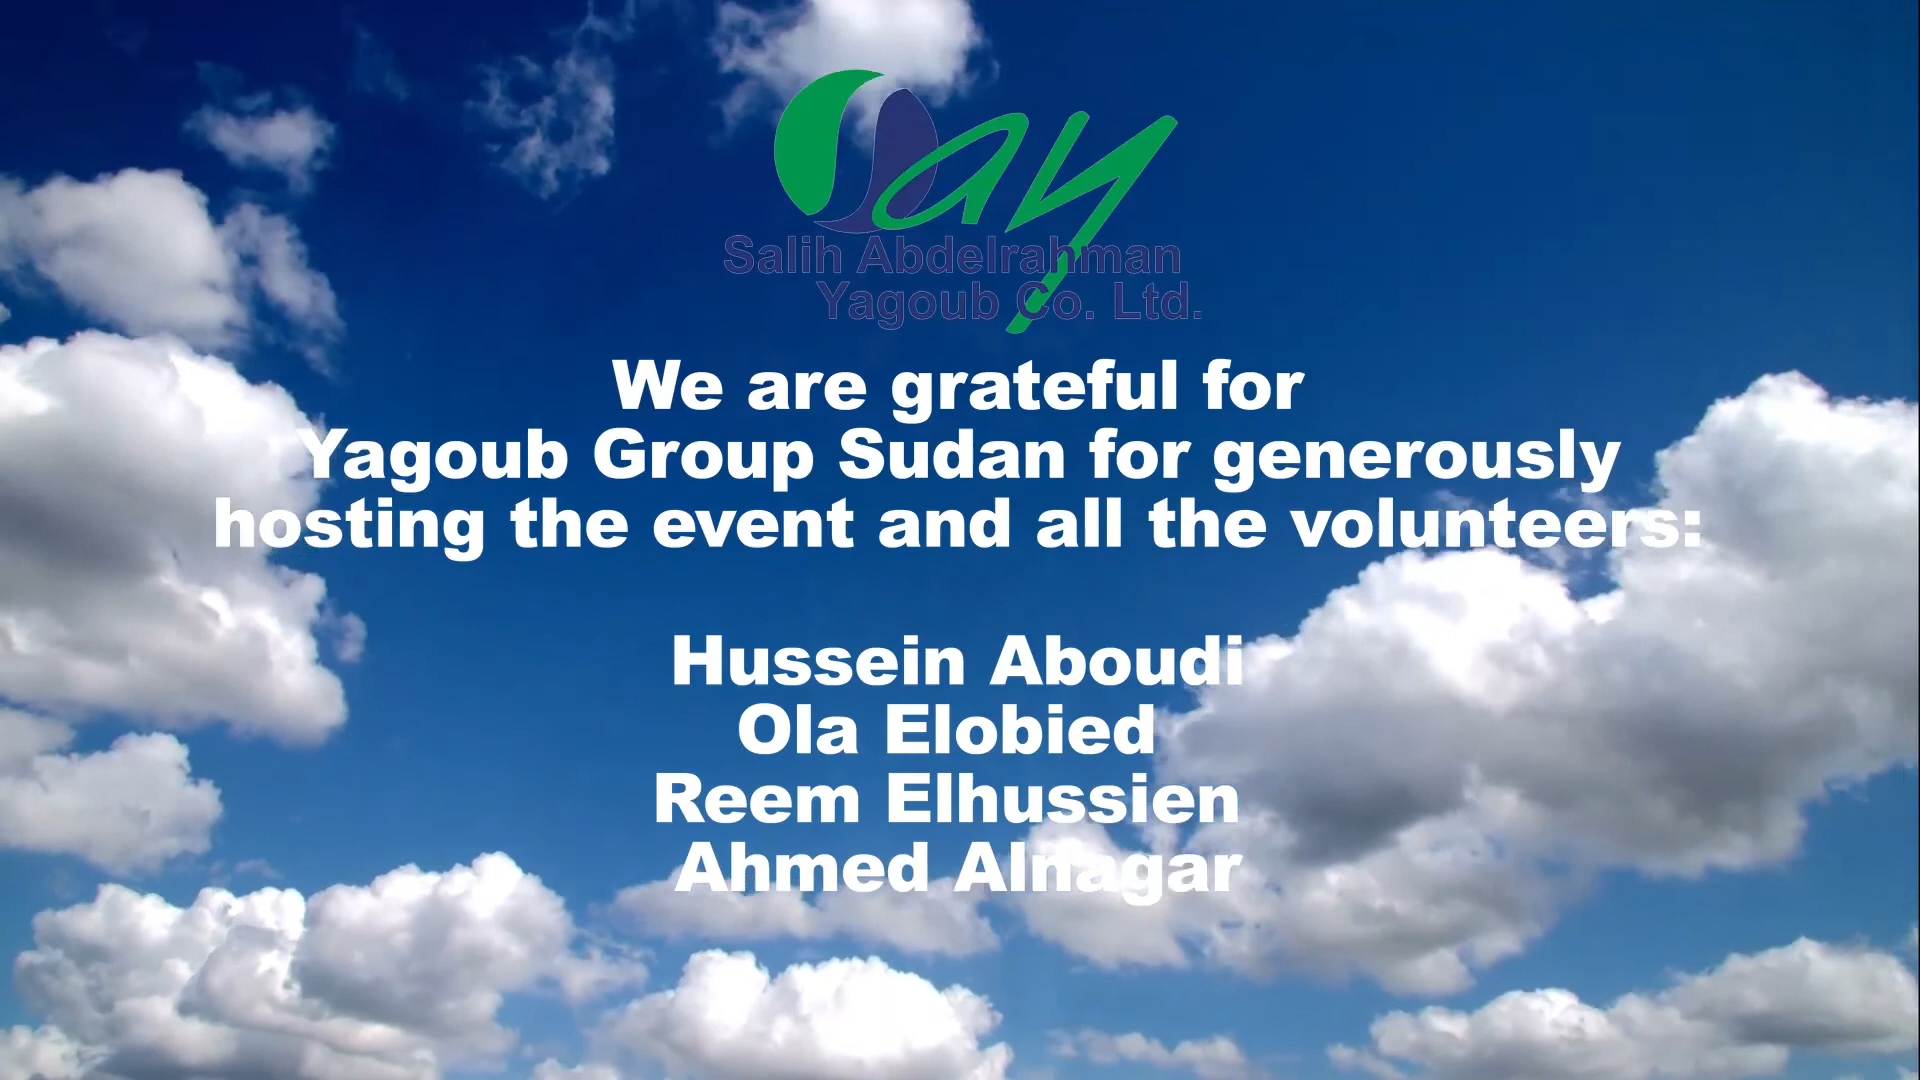 Say
Salih Abdelrahman
Yagoub Co. Ltd.
We are grateful for
Yagoub Group Sudan for generously
hosting the event and all the volunteers:
Hussein Aboudi
Ola Elobied
Reem Elhussien
Ahmed Alnagar